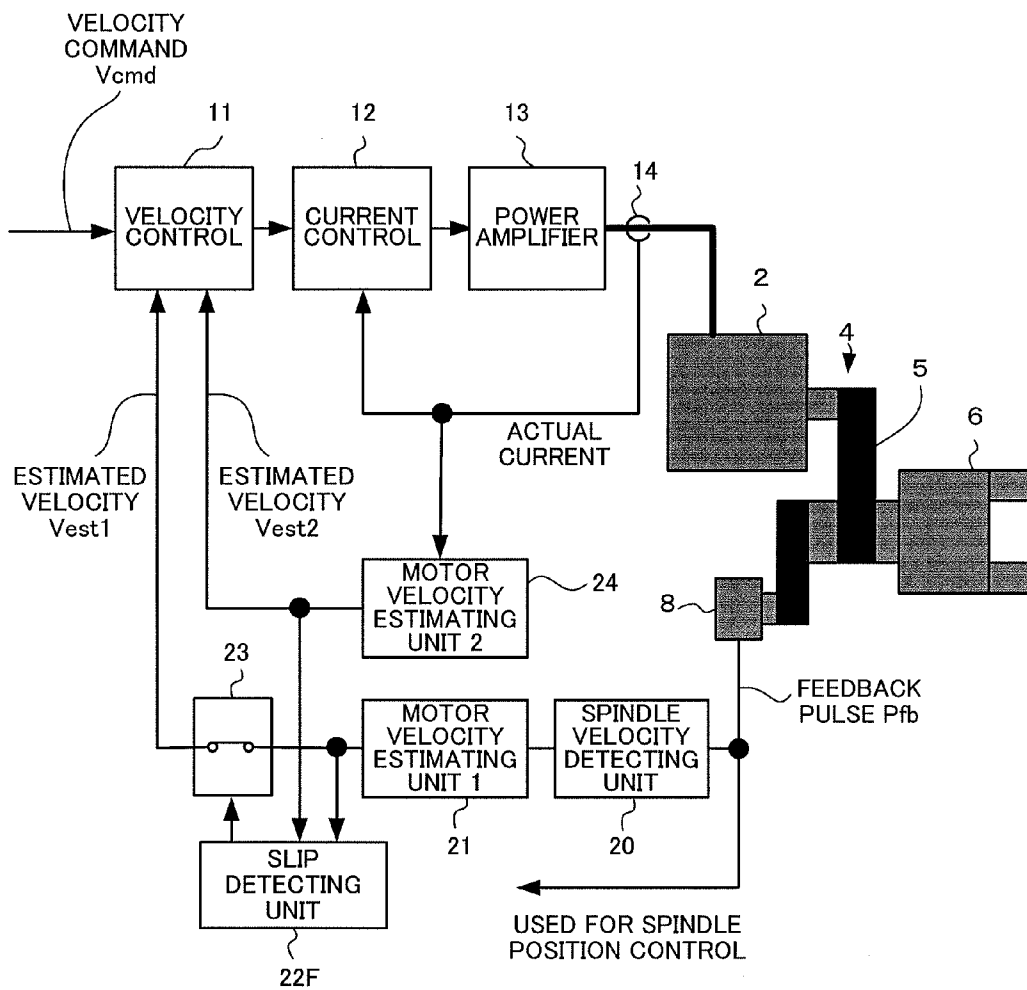 VELOCITY
COMMAND
Vcmd
11
12
13
14
VELOCITY
CONTROL
CURRENT
CONTROL
POWER
AMPLIFIER
2
4
5
6
ACTUAL
CURRENT
ESTIMATED
VELOCITY
Vest1
ESTIMATED
VELOCITY
Vest2
MOTOR
VELOCITY
ESTIMATING
UNIT 2
24
8
23
MOTOR
VELOCITY
ESTIMATING
UNIT 1
SPINDLE
VELOCITY
DETECTING
UNIT
FEEDBACK
PULSE Pfb
21
20
SLIP
DETECTING
UNIT
22F
USED FOR SPINDLE
POSITION CONTROL